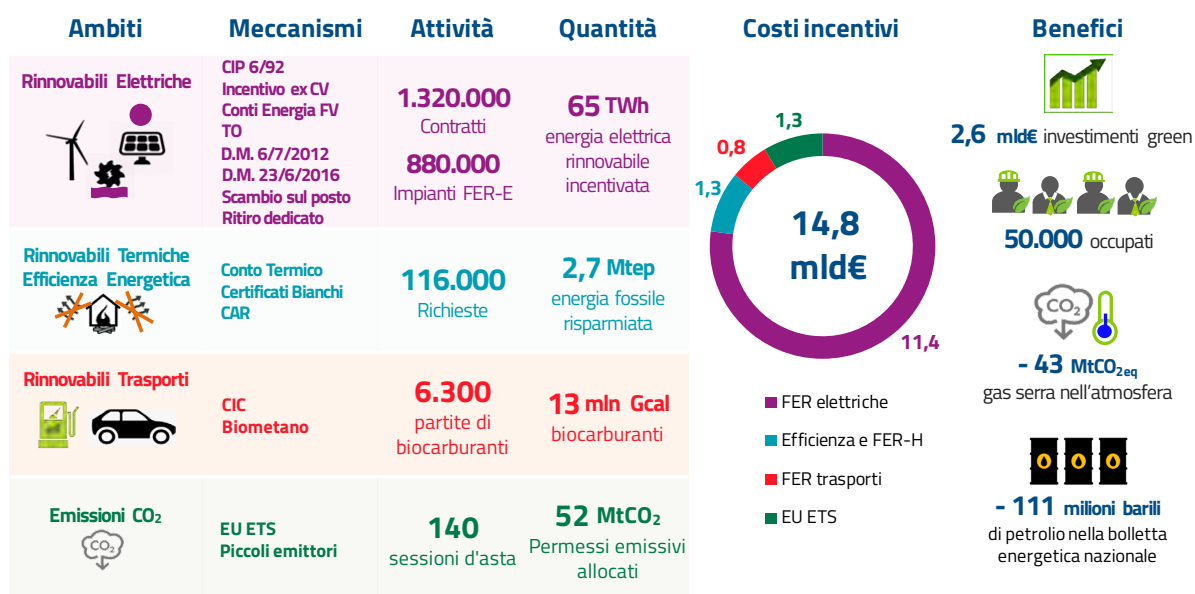 Ambiti
Meccanismi
Attività
Quantità
Costi incentivi
Benefici
Rinnovabili Elettriche
CIP 6/92
Incentivo ex CV
Conti Energia FV
TO
D.M. 6/7/2012
D.M. 23/6/2016
Scambio sul posto
Ritiro dedicato
1.320.000
Contratti
880.000
Impianti FER-E
65 TWh
energia elettrica
rinnovabile
incentivata
Rinnovabili Termiche
Efficienza Energetica
Conto Termico
Certificati Bianchi
CAR
116.000
Richieste
2,7 Mtep
energia fossile
risparmiata
Rinnovabili Trasporti
CIC
Biometano
6.300
partite di
biocarburanti
13 mln Gcal
biocarburanti
Emissioni CO₂
CO₂
EU ETS
Piccoli emittori
140
sessioni d'asta
52 MtCO₂
Permessi emissivi
allocati
1,3
0,8
1,3
14,8
mld€
11,4
FER elettriche
Efficienza e FER-H
FER trasporti
EU ETS
2,6 mld€ investimenti green
50.000 occupati
CO₂
- 43 MtCO₂eq
gas serra nell'atmosfera
- 111 milioni barili
di petrolio nella bolletta
energetica nazionale